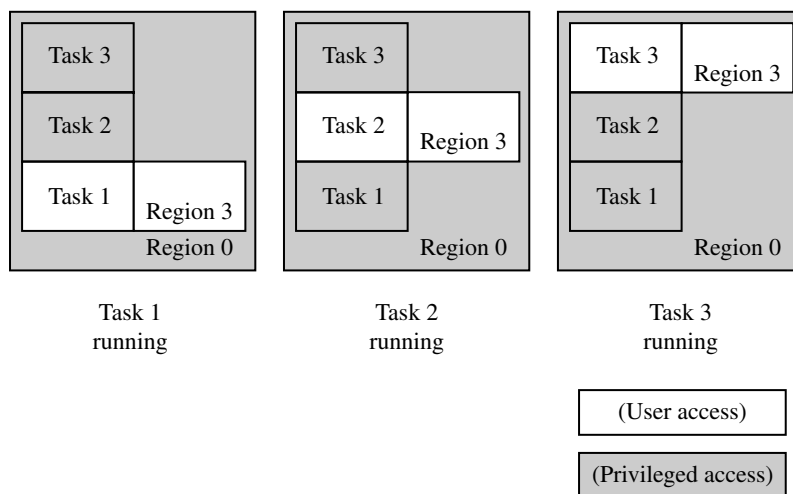 Task 3
Task 2
Task 1
Region 3
Region 0
Task 1
running
Task 3
Task 2
Region 3
Task 1
Region 0
Task 2
running
Task 3
Region 3
Task 2
Task 1
Region 0
Task 3
running
(User access)
(Privileged access)